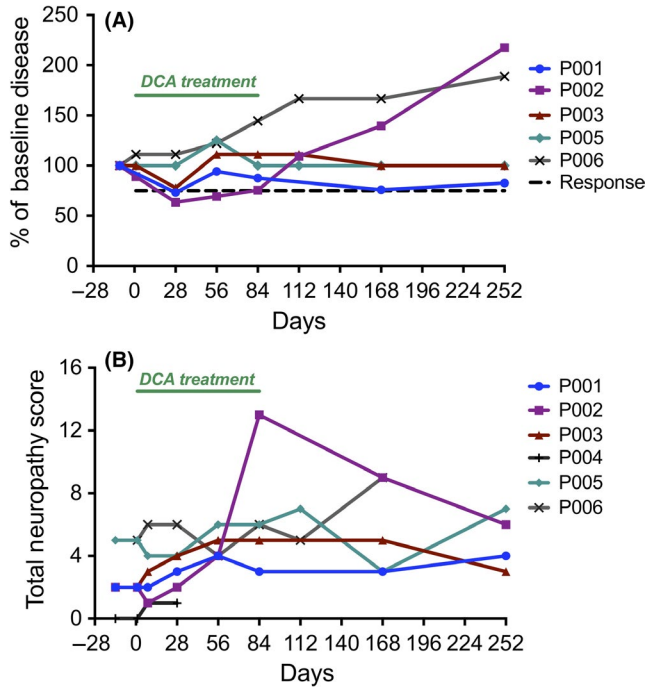 (A)
250
200
150
100
50
0
% of baseline disease
DCA treatment
–28 0 28 56 84 112 140 168 196 224 252
Days
P001
P002
P003
P005
P006
Response
(B)
16
12
8
4
0
Total neuropathy score
DCA treatment
–28 0 28 56 84 112 140 168 196 224 252
Days
P001
P002
P003
P004
P005
P006